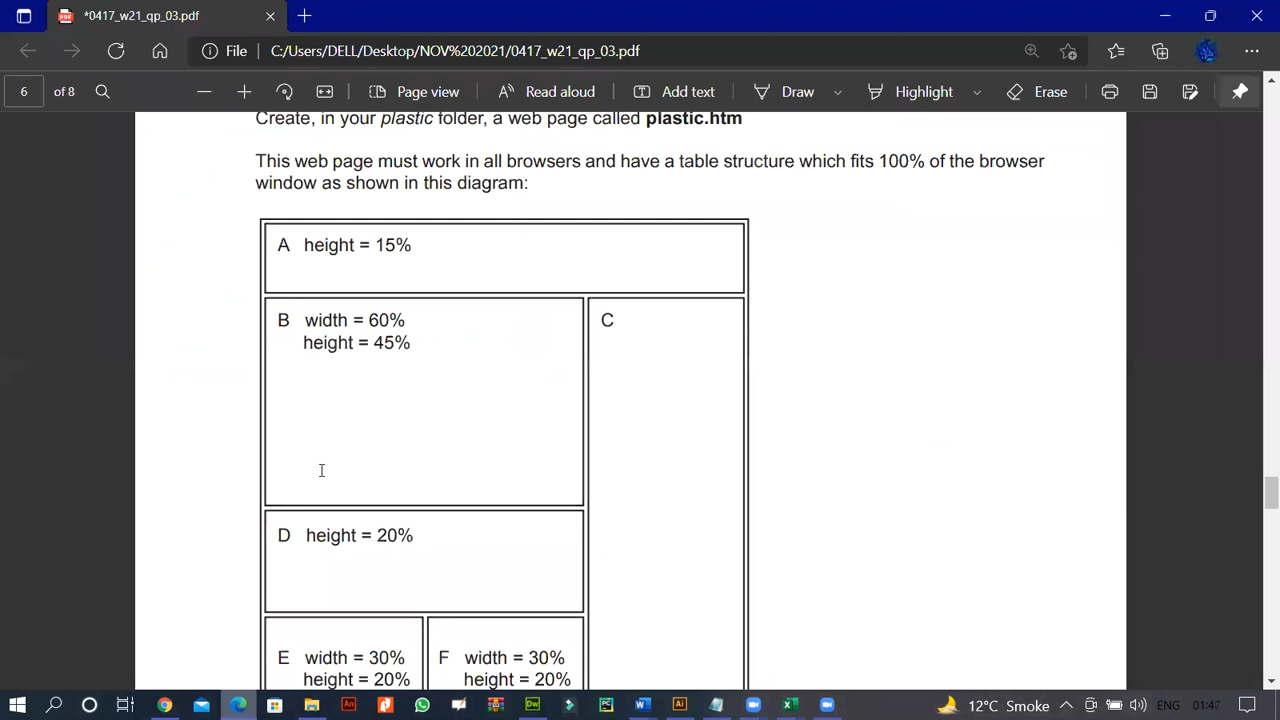 *0417_w21_qp_03.pdf
File
C:/Users/DELL/Desktop/NOV%202021/0417_w21_qp_03.pdf
6 of 8
Page view
Read aloud
Add text
Draw
Highlight
Erase
Create, in your plastic folder, a web page called plastic.htm
This web page must work in all browsers and have a table structure which fits 100% of the browser
window as shown in this diagram:
A height = 15%
B width = 60%
height = 45%
C
D height = 20%
E width = 30%
height = 20%
F width = 30%
height = 20%
12°C Smoke
ENG
01:47